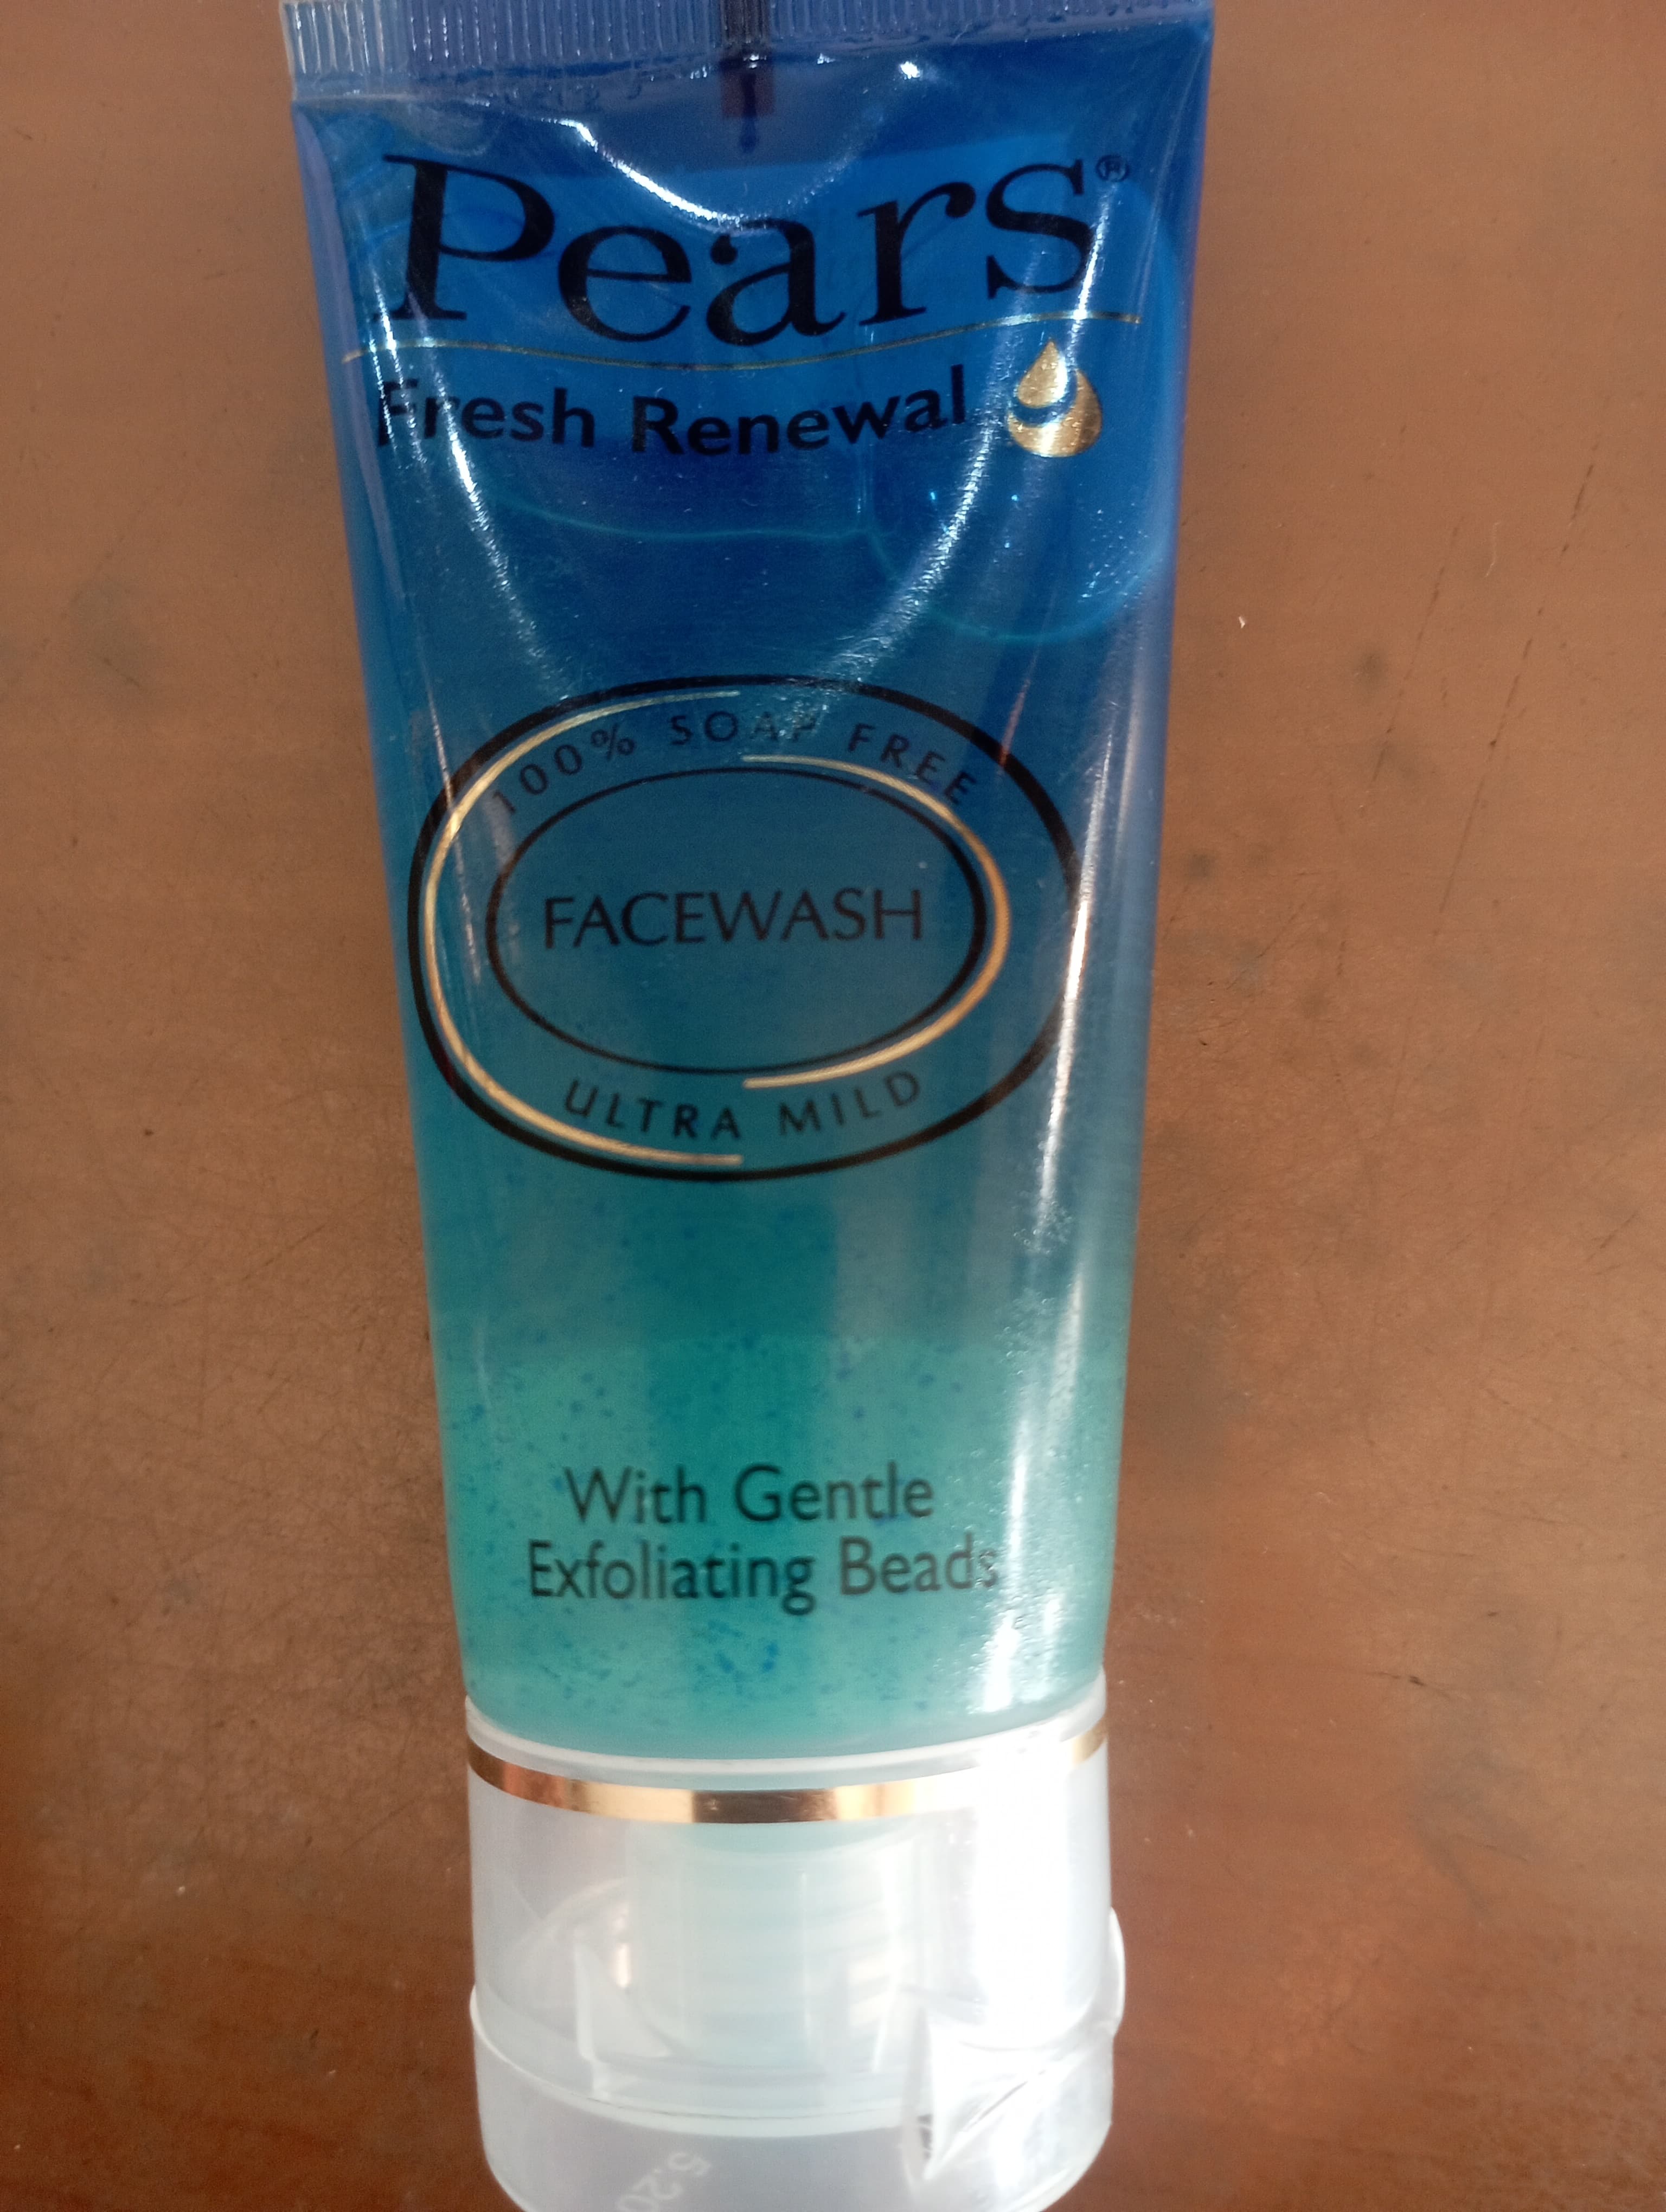 Pears®
Fresh Renewal
100% SOAP FREE
FACEWASH
ULTRA MILD
With Gentle
Exfoliating Beads